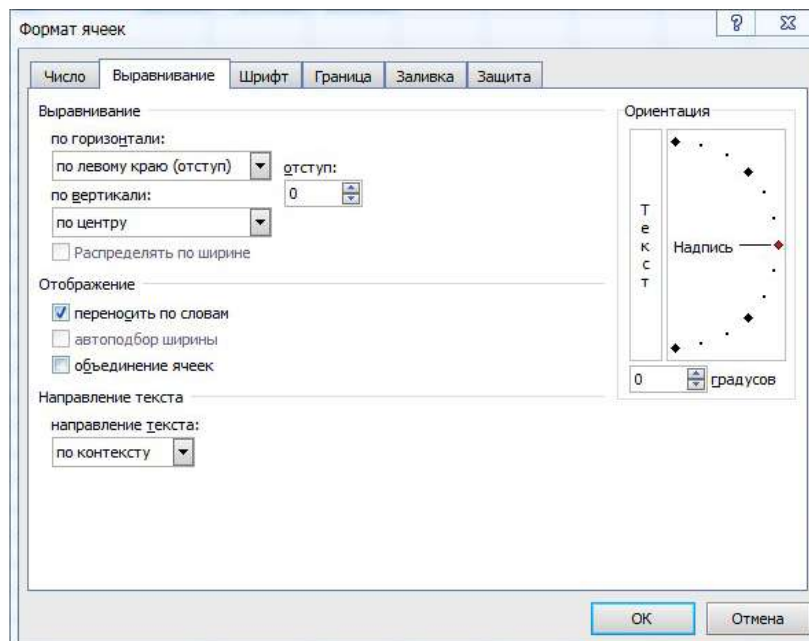 Формат ячеек
Число Выравнивание Шрифт Граница Заливка Защита
Выравнивание
по горизонтали:
по левому краю (отступ)
отступ:
0
по вертикали:
по центру
Распределять по ширине
Отображение
переносить по словам
автоподбор ширины
объединение ячеек
Направление текста
направление текста:
по контексту
Ориентация
Текст
Надпись
0 градусов
ОК Отмена